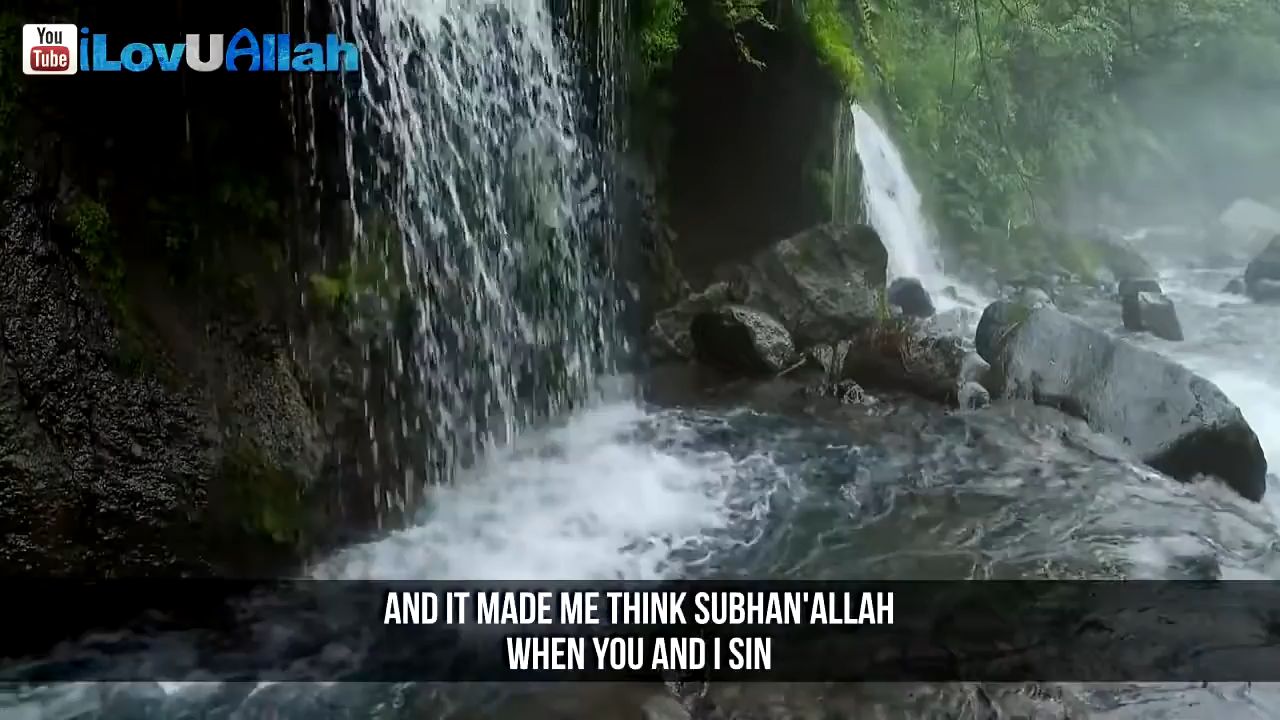 You
Tube
iLovUAllah
AND IT MADE ME THINK SUBHAN'ALLAH
WHEN YOU AND I SIN